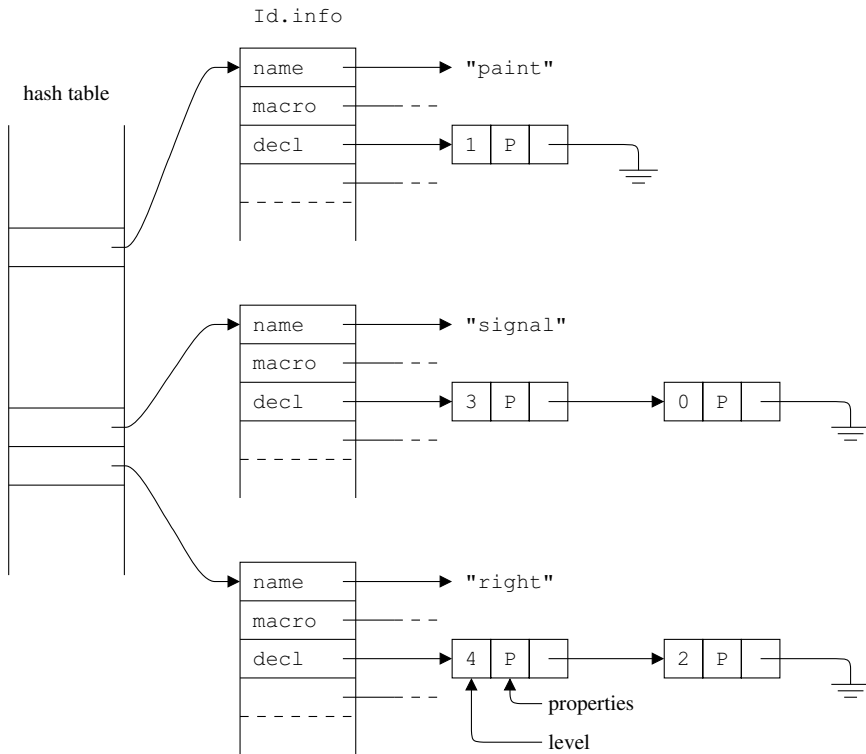 Id.info
hash table
name "paint"
macro
decl 1 P
name "signal"
macro
decl 3 P 0 P
name "right"
macro
decl 4 P 2 P
properties
level